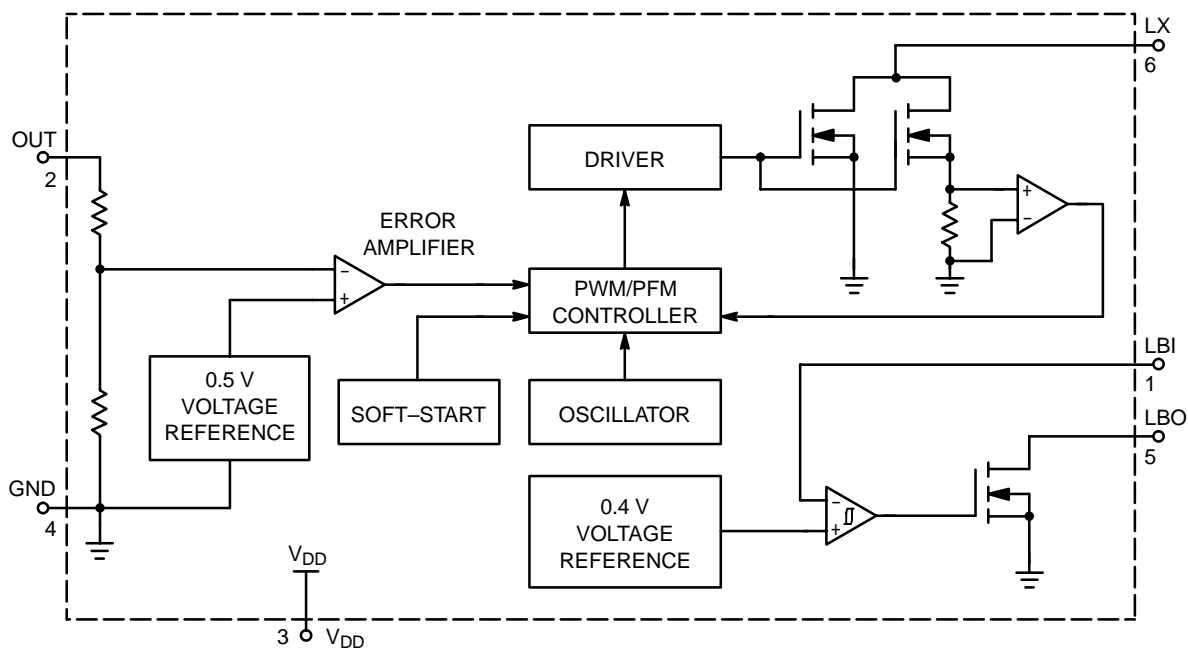 LX
6
OUT
2
DRIVER
+
−
ERROR
AMPLIFIER
−
+
PWM/PFM
CONTROLLER
LBI
1
0.5 V
VOLTAGE
REFERENCE
SOFT–START
OSCILLATOR
LBO
5
GND
4
0.4 V
VOLTAGE
REFERENCE
−
+
VDD
3
VDD